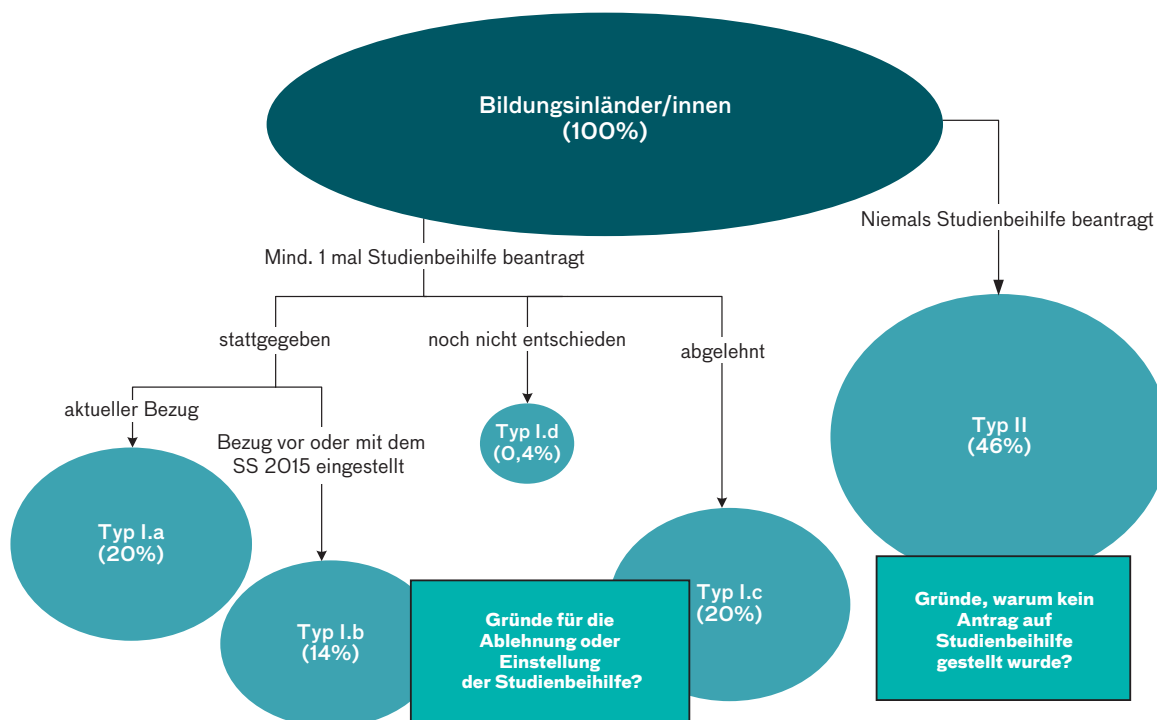 Bildungsinländer/innen
(100%)
Niemals Studienbeihilfe beantragt
Mind. 1 mal Studienbeihilfe beantragt
stattgegeben
noch nicht entschieden
abgelehnt
aktueller Bezug
Bezug vor oder mit dem
SS 2015 eingestellt
Typ I.d
(0,4%)
Typ II
(46%)
Typ I.a
(20%)
Typ I.b
(14%)
Gründe für die
Ablehnung oder
Einstellung
der Studienbeihilfe?
Typ I.c
(20%)
Gründe, warum kein
Antrag auf
Studienbeihilfe
gestellt wurde?